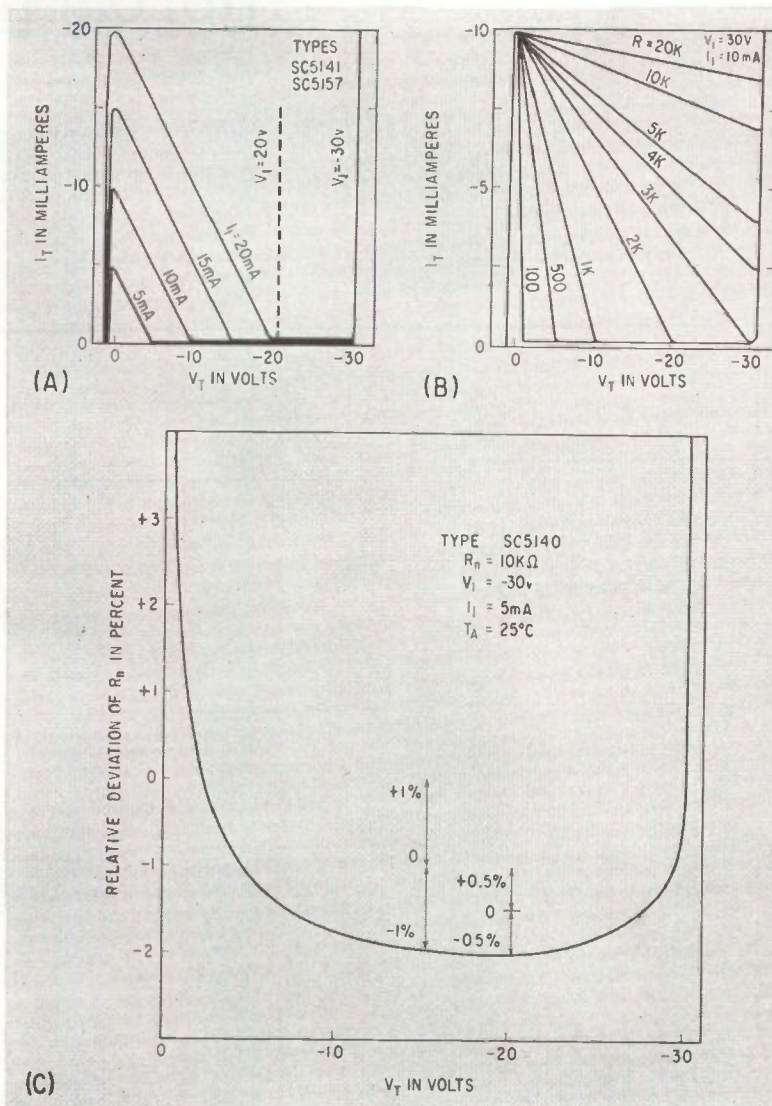 -20
-10
0
I_T IN MILLIAMPERES
TYPES
SC5141
SC5157
V_I=20v
V_I=-30v
I_I=20mA
15mA
10mA
5mA
0
-10
-20
-30
V_T IN VOLTS
(A)
-10
-5
0
I_T IN MILLIAMPERES
R=20K
V_I=30V
I_I=10mA
10K
5K
4K
3K
2K
1K
500
100
0
-10
-20
-30
V_T IN VOLTS
(B)
RELATIVE DEVIATION OF R_n IN PERCENT
+3
+2
+1
0
-1
-2
TYPE SC5140
R_n = 10KΩ
V_I = -30v
I_I = 5mA
T_A = 25°C
+1%
0
-1%
+0.5%
0
-05%
0
-10
-20
-30
V_T IN VOLTS
(C)